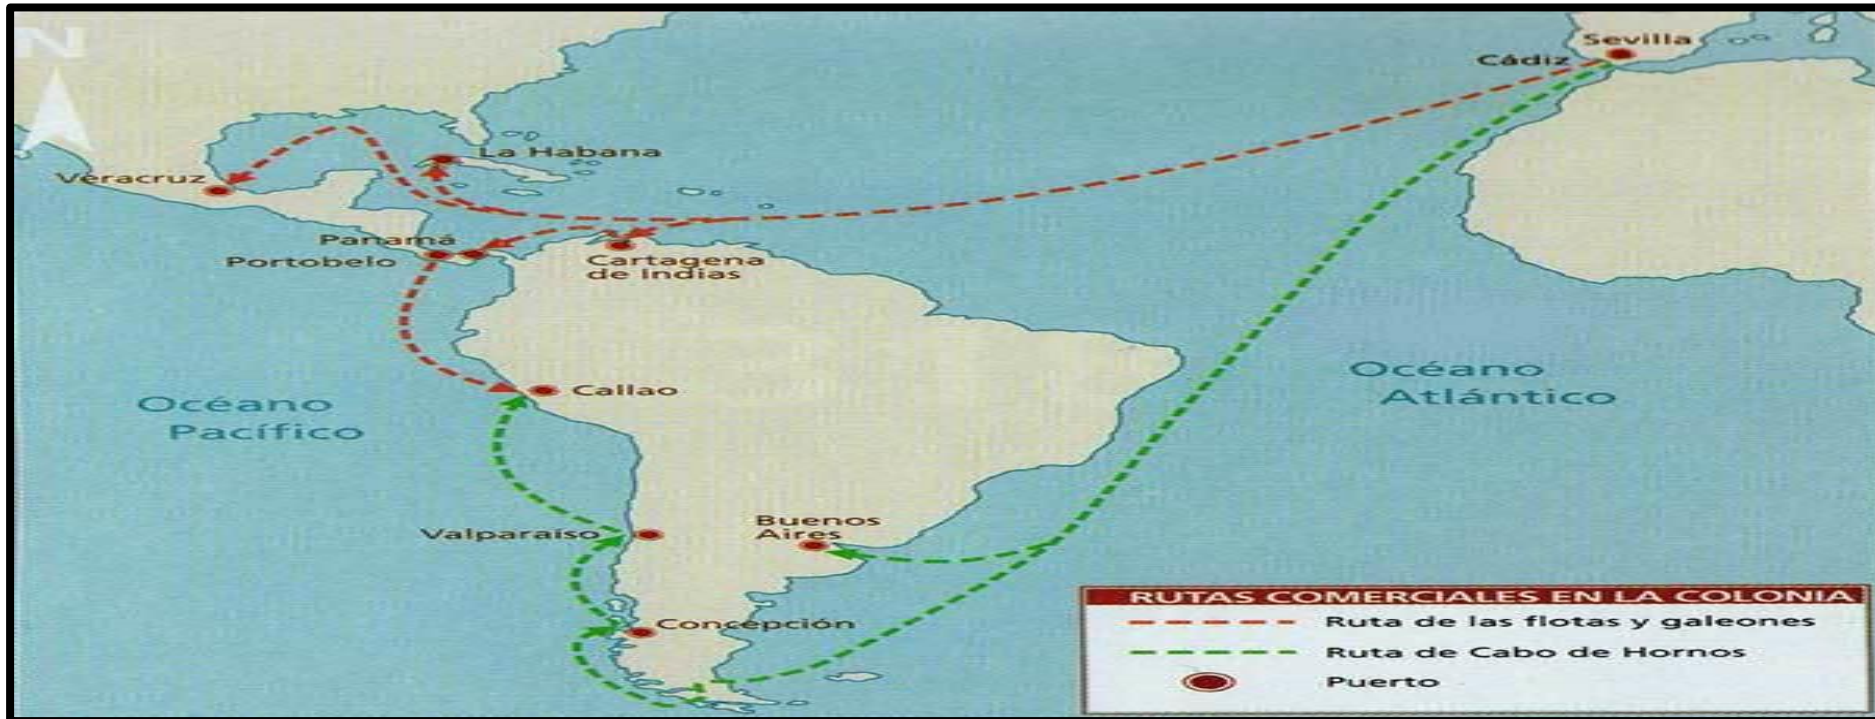 N
Sevilla
Cádiz
La Habana
Veracruz
Panamá
Portobelo
Cartagena
de Indias
Callao
Océano
Pacífico
Océano
Atlántico
Valparaíso
Buenos
Aires
Concepción
RUTAS COMERCIALES EN LA COLONIA
Ruta de las flotas y galeones
Ruta de Cabo de Hornos
Puerto